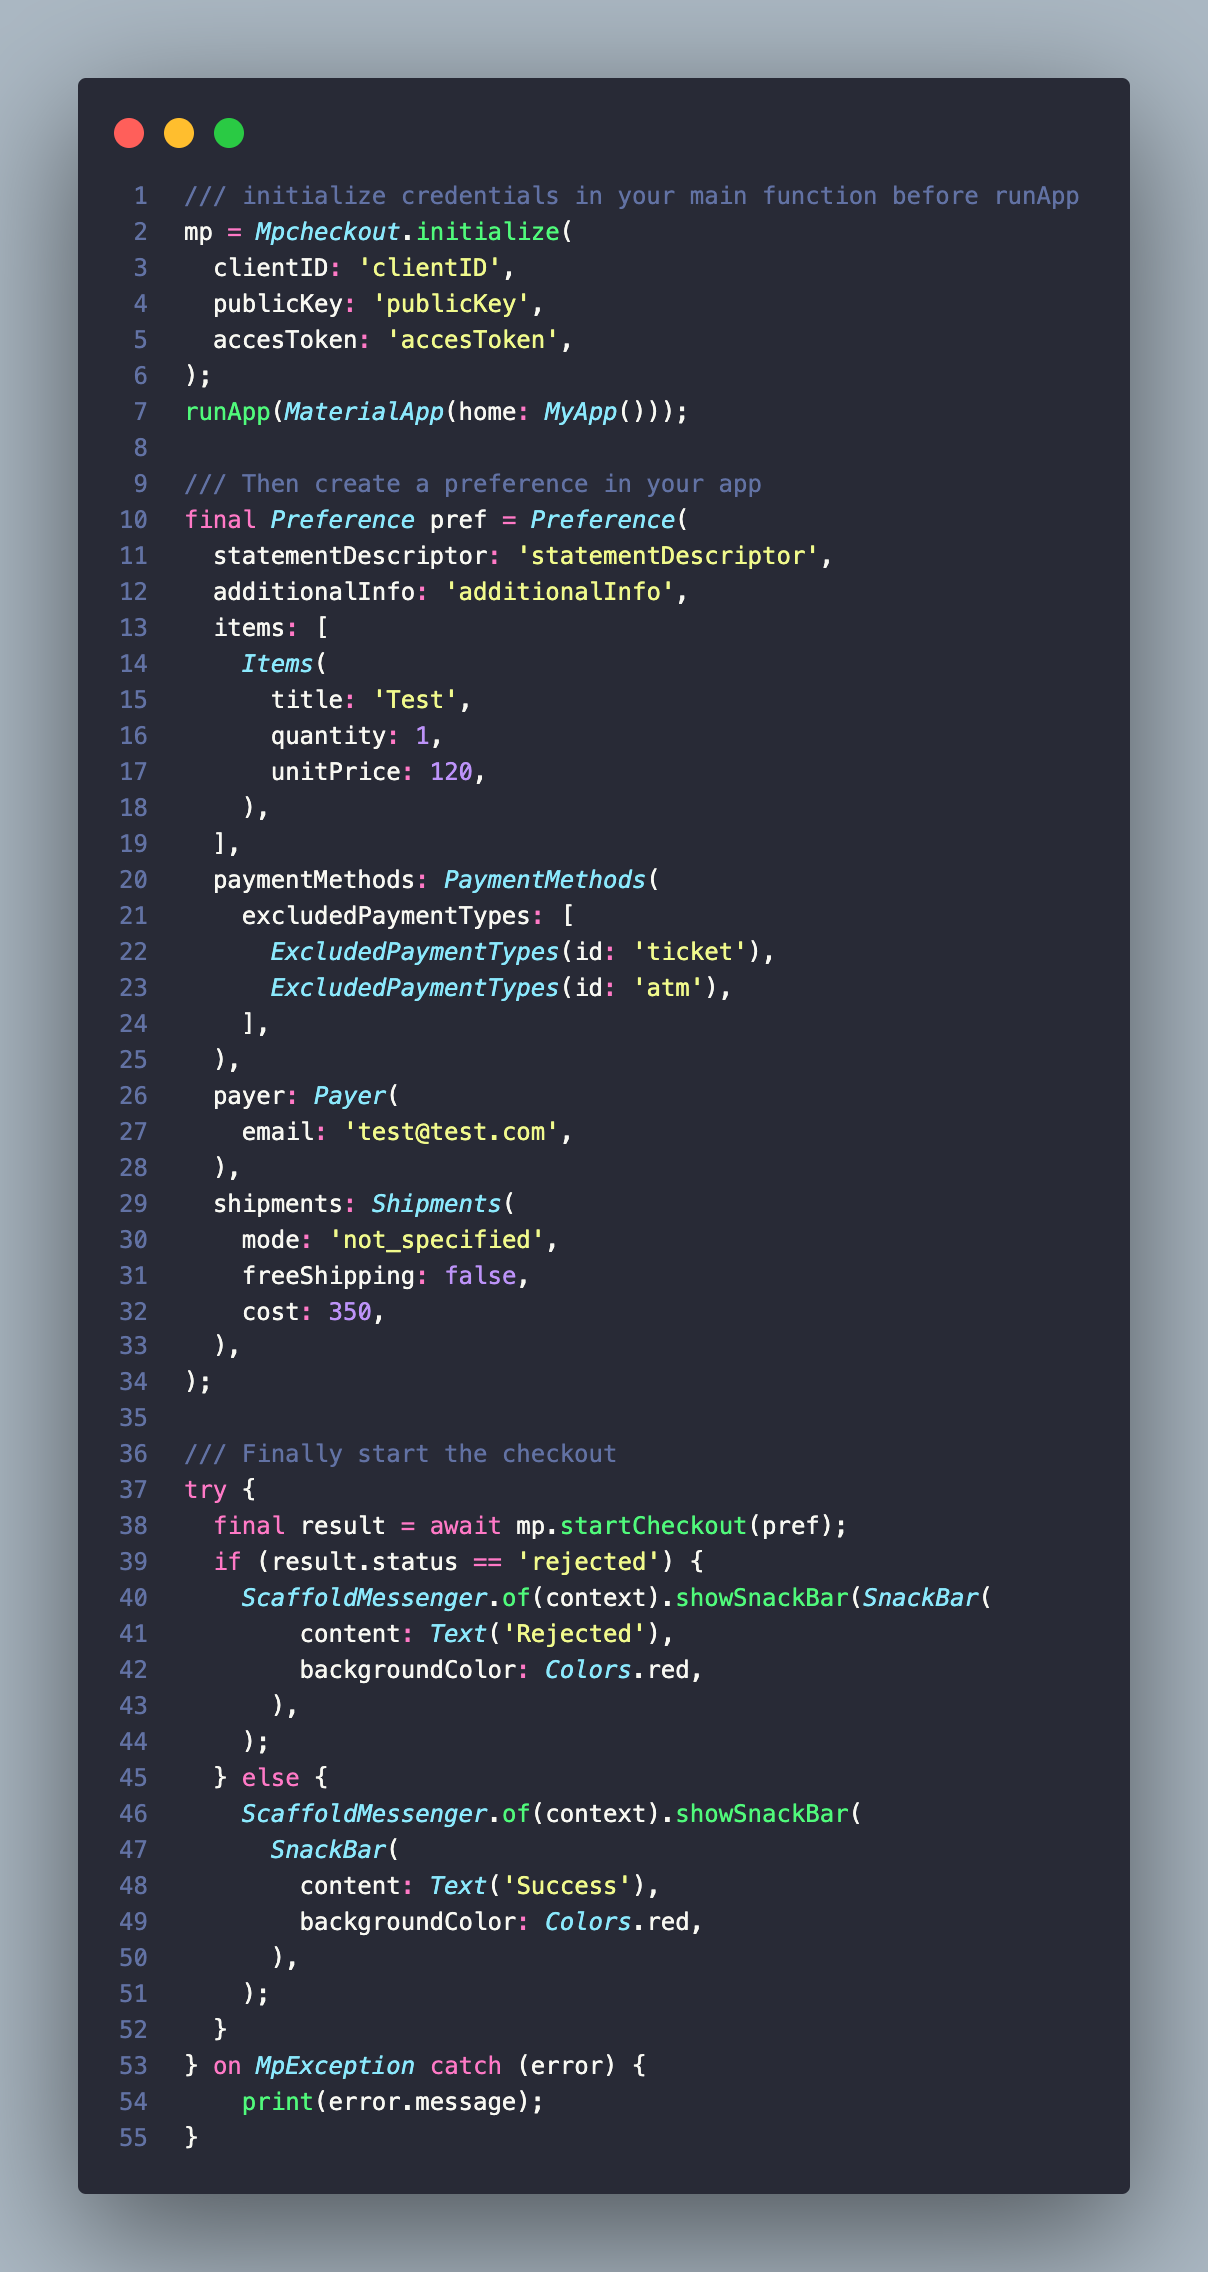 1 /// initialize credentials in your main function before runApp
2 mp = Mpcheckout.initialize(
3   clientID: 'clientID',
4   publicKey: 'publicKey',
5   accesToken: 'accesToken',
6 );
7 runApp(MaterialApp(home: MyApp()));
8
9 /// Then create a preference in your app
10 final Preference pref = Preference(
11   statementDescriptor: 'statementDescriptor',
12   additionalInfo: 'additionalInfo',
13   items: [
14     Items(
15       title: 'Test',
16       quantity: 1,
17       unitPrice: 120,
18     ),
19   ],
20   paymentMethods: PaymentMethods(
21     excludedPaymentTypes: [
22       ExcludedPaymentTypes(id: 'ticket'),
23       ExcludedPaymentTypes(id: 'atm'),
24     ],
25   ),
26   payer: Payer(
27     email: 'test@test.com',
28   ),
29   shipments: Shipments(
30     mode: 'not_specified',
31     freeShipping: false,
32     cost: 350,
33   ),
34 );
35
36 /// Finally start the checkout
37 try {
38   final result = await mp.startCheckout(pref);
39   if (result.status == 'rejected') {
40     ScaffoldMessenger.of(context).showSnackBar(SnackBar(
41         content: Text('Rejected'),
42         backgroundColor: Colors.red,
43       ),
44     );
45   } else {
46     ScaffoldMessenger.of(context).showSnackBar(
47       SnackBar(
48         content: Text('Success'),
49         backgroundColor: Colors.red,
50       ),
51     );
52   }
53 } on MpException catch (error) {
54     print(error.message);
55 }